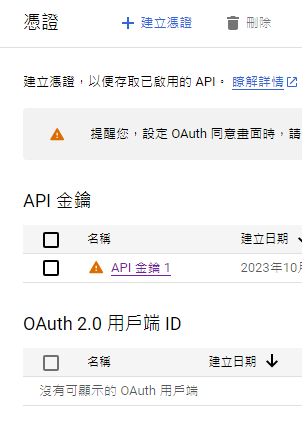 憑證 建立憑證 刪除
建立憑證，以便存取已啟用的 API。 瞭解詳情
提醒您，設定 OAuth 同意畫面時，請
API 金鑰
名稱 建立日期
API 金鑰 1 2023年10月
OAuth 2.0 用戶端 ID
名稱 建立日期
沒有可顯示的 OAuth 用戶端